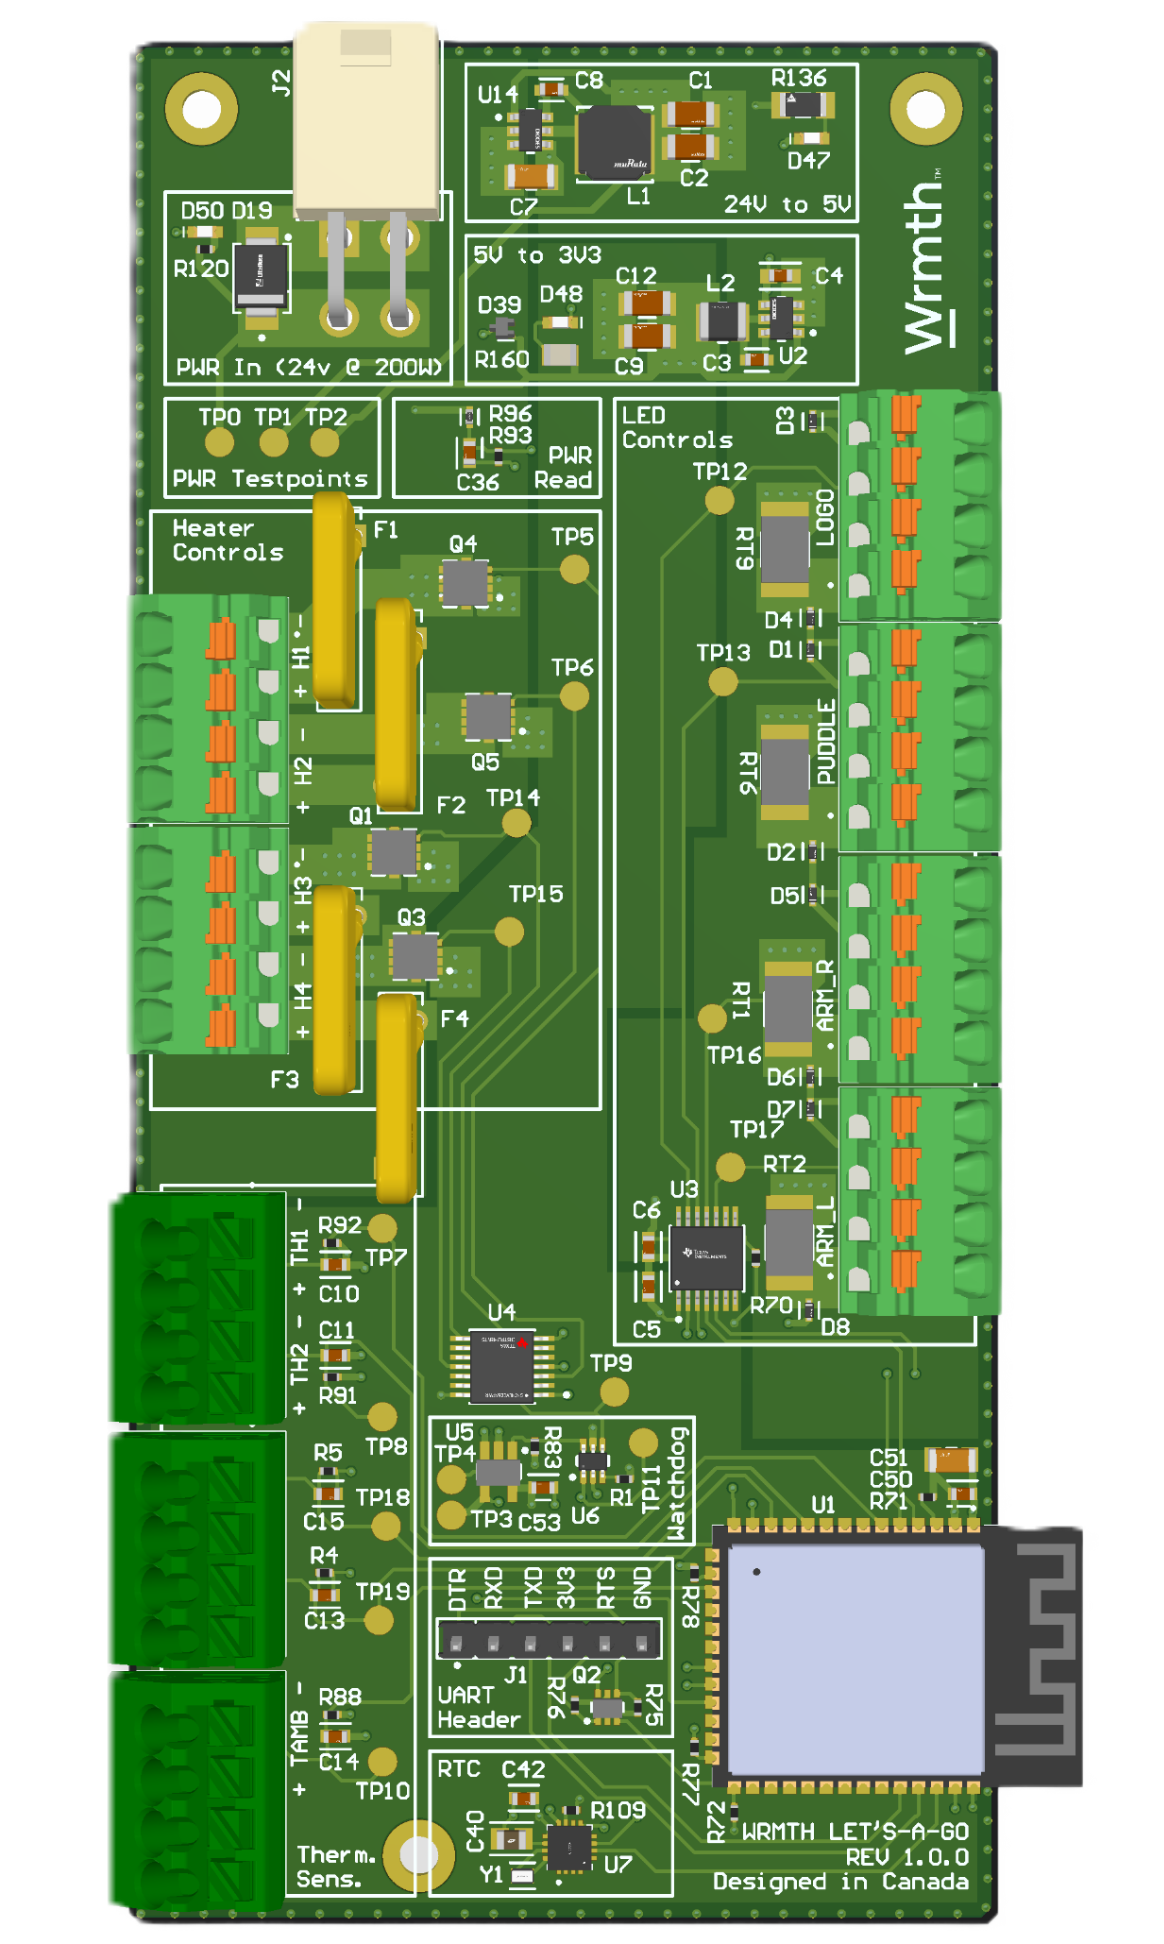 J2
U14
C8
C1
R136
muRata
D47
C7
L1
C2
24V to 5V
Wrmth™
D50 D19
R120
PWR In (24v @ 200W)
5V to 3V3
C12
L2
C4
D39
D48
R160
C9
C3
U2
TP0 TP1 TP2
PWR Testpoints
R96
R93
C36
PWR
Read
LED
Controls
D3
TP12
LOGO
RT9
D4
D1
TP13
PUDDLE
RT6
D2
D5
ARM_R
RT1
TP16
D6
D7
TP17
RT2
ARM_L
U3
C6
C5
R70
D8
Heater
Controls
F1
Q4
TP5
H1
-
+
TP6
Q5
H2
-
+
F2
Q1
TP14
H3
-
+
TP15
Q3
H4
-
+
F4
F3
TH1
-
+
R92
TP7
C10
TH2
-
+
C11
R91
TP8
U4
TEXAS
INSTRUMENTS
TP9
R5
TP18
C15
R4
TP19
C13
U5
TP4
R83
TP3
C53
U6
R1
TP11
Watchdog
C51
C50
R71
U1
DTR
RXD
TXD
3V3
RTS
GND
J1
Q2
R76
R75
UART
Header
R78
R77
R72
TAMB
-
+
R88
C14
TP10
RTC
C42
R109
C40
Y1
U7
Therm.
Sens.
WRMTH LET'S-A-GO
REV 1.0.0
Designed in Canada